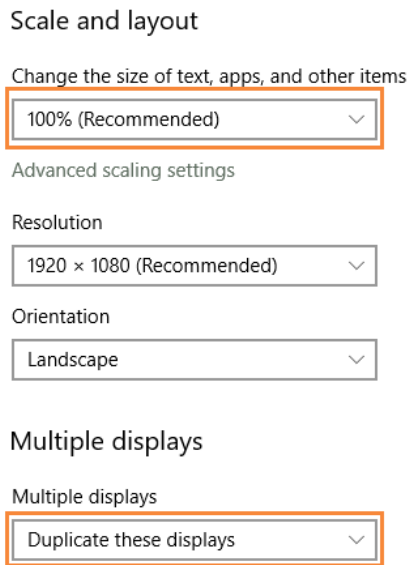 Scale and layout
Change the size of text, apps, and other items
100% (Recommended)
Advanced scaling settings
Resolution
1920 × 1080 (Recommended)
Orientation
Landscape
Multiple displays
Multiple displays
Duplicate these displays